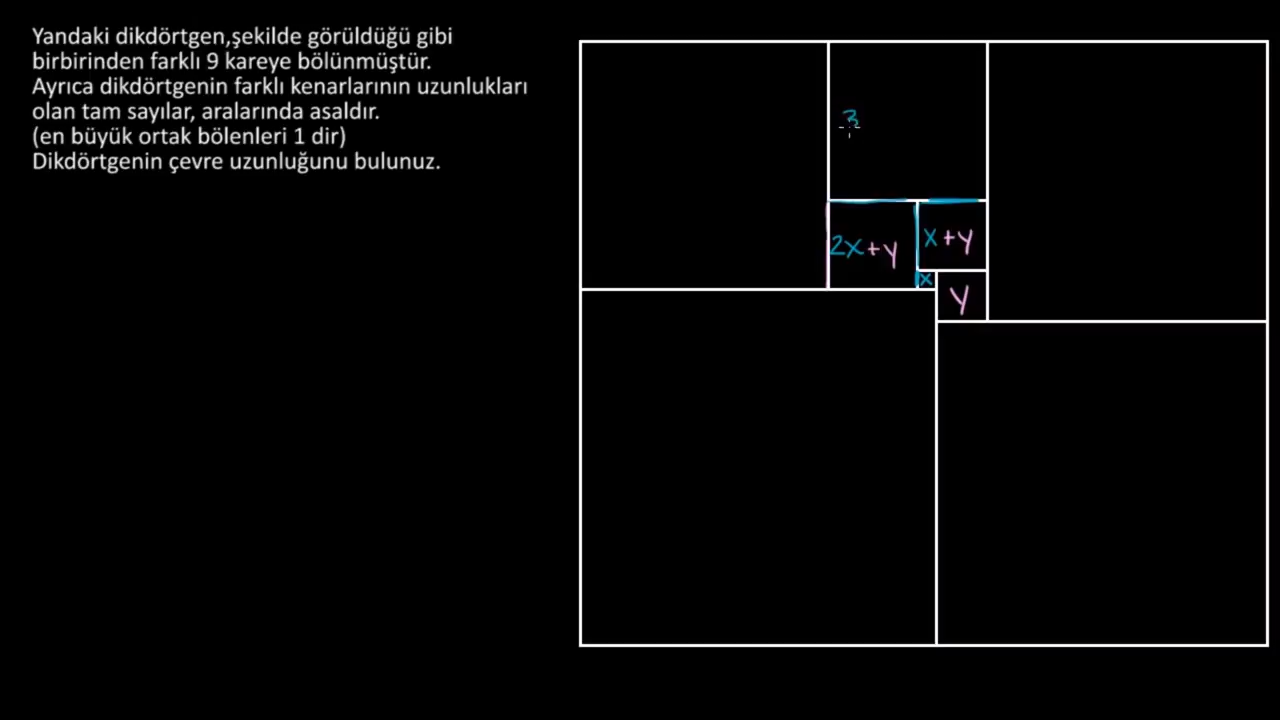 Yandaki dikdörtgen,şekilde görüldüğü gibi
birbirinden farklı 9 kareye bölünmüştür.
Ayrıca dikdörtgenin farklı kenarlarının uzunlukları
olan tam sayılar, aralarında asaldır.
(en büyük ortak bölenleri 1 dir)
Dikdörtgenin çevre uzunluğunu bulunuz.
3
2x+y
x+y
x
y